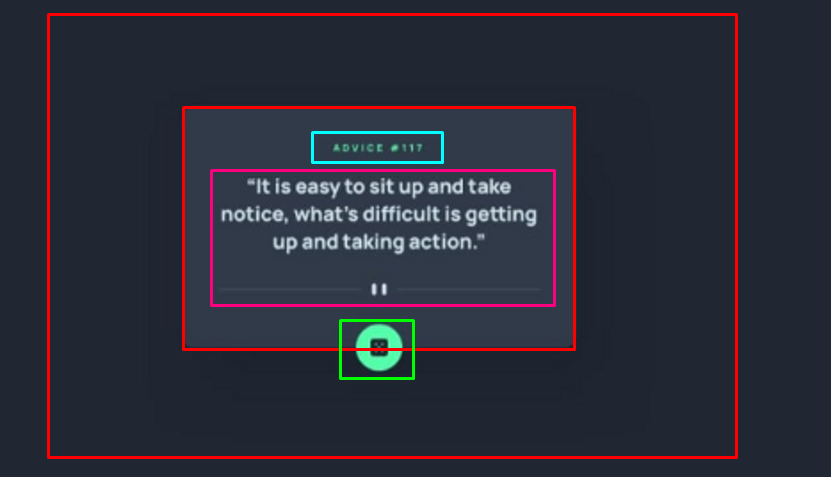 ADVICE #117
“It is easy to sit up and take
notice, what’s difficult is getting
up and taking action.”